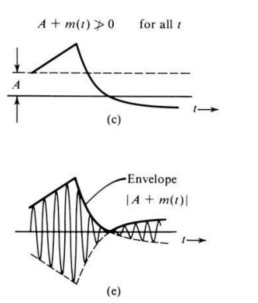 A + m(t) ⩾̸ 0 for all t
A
t
(c)
Envelope
|A + m(t)|
t
(e)